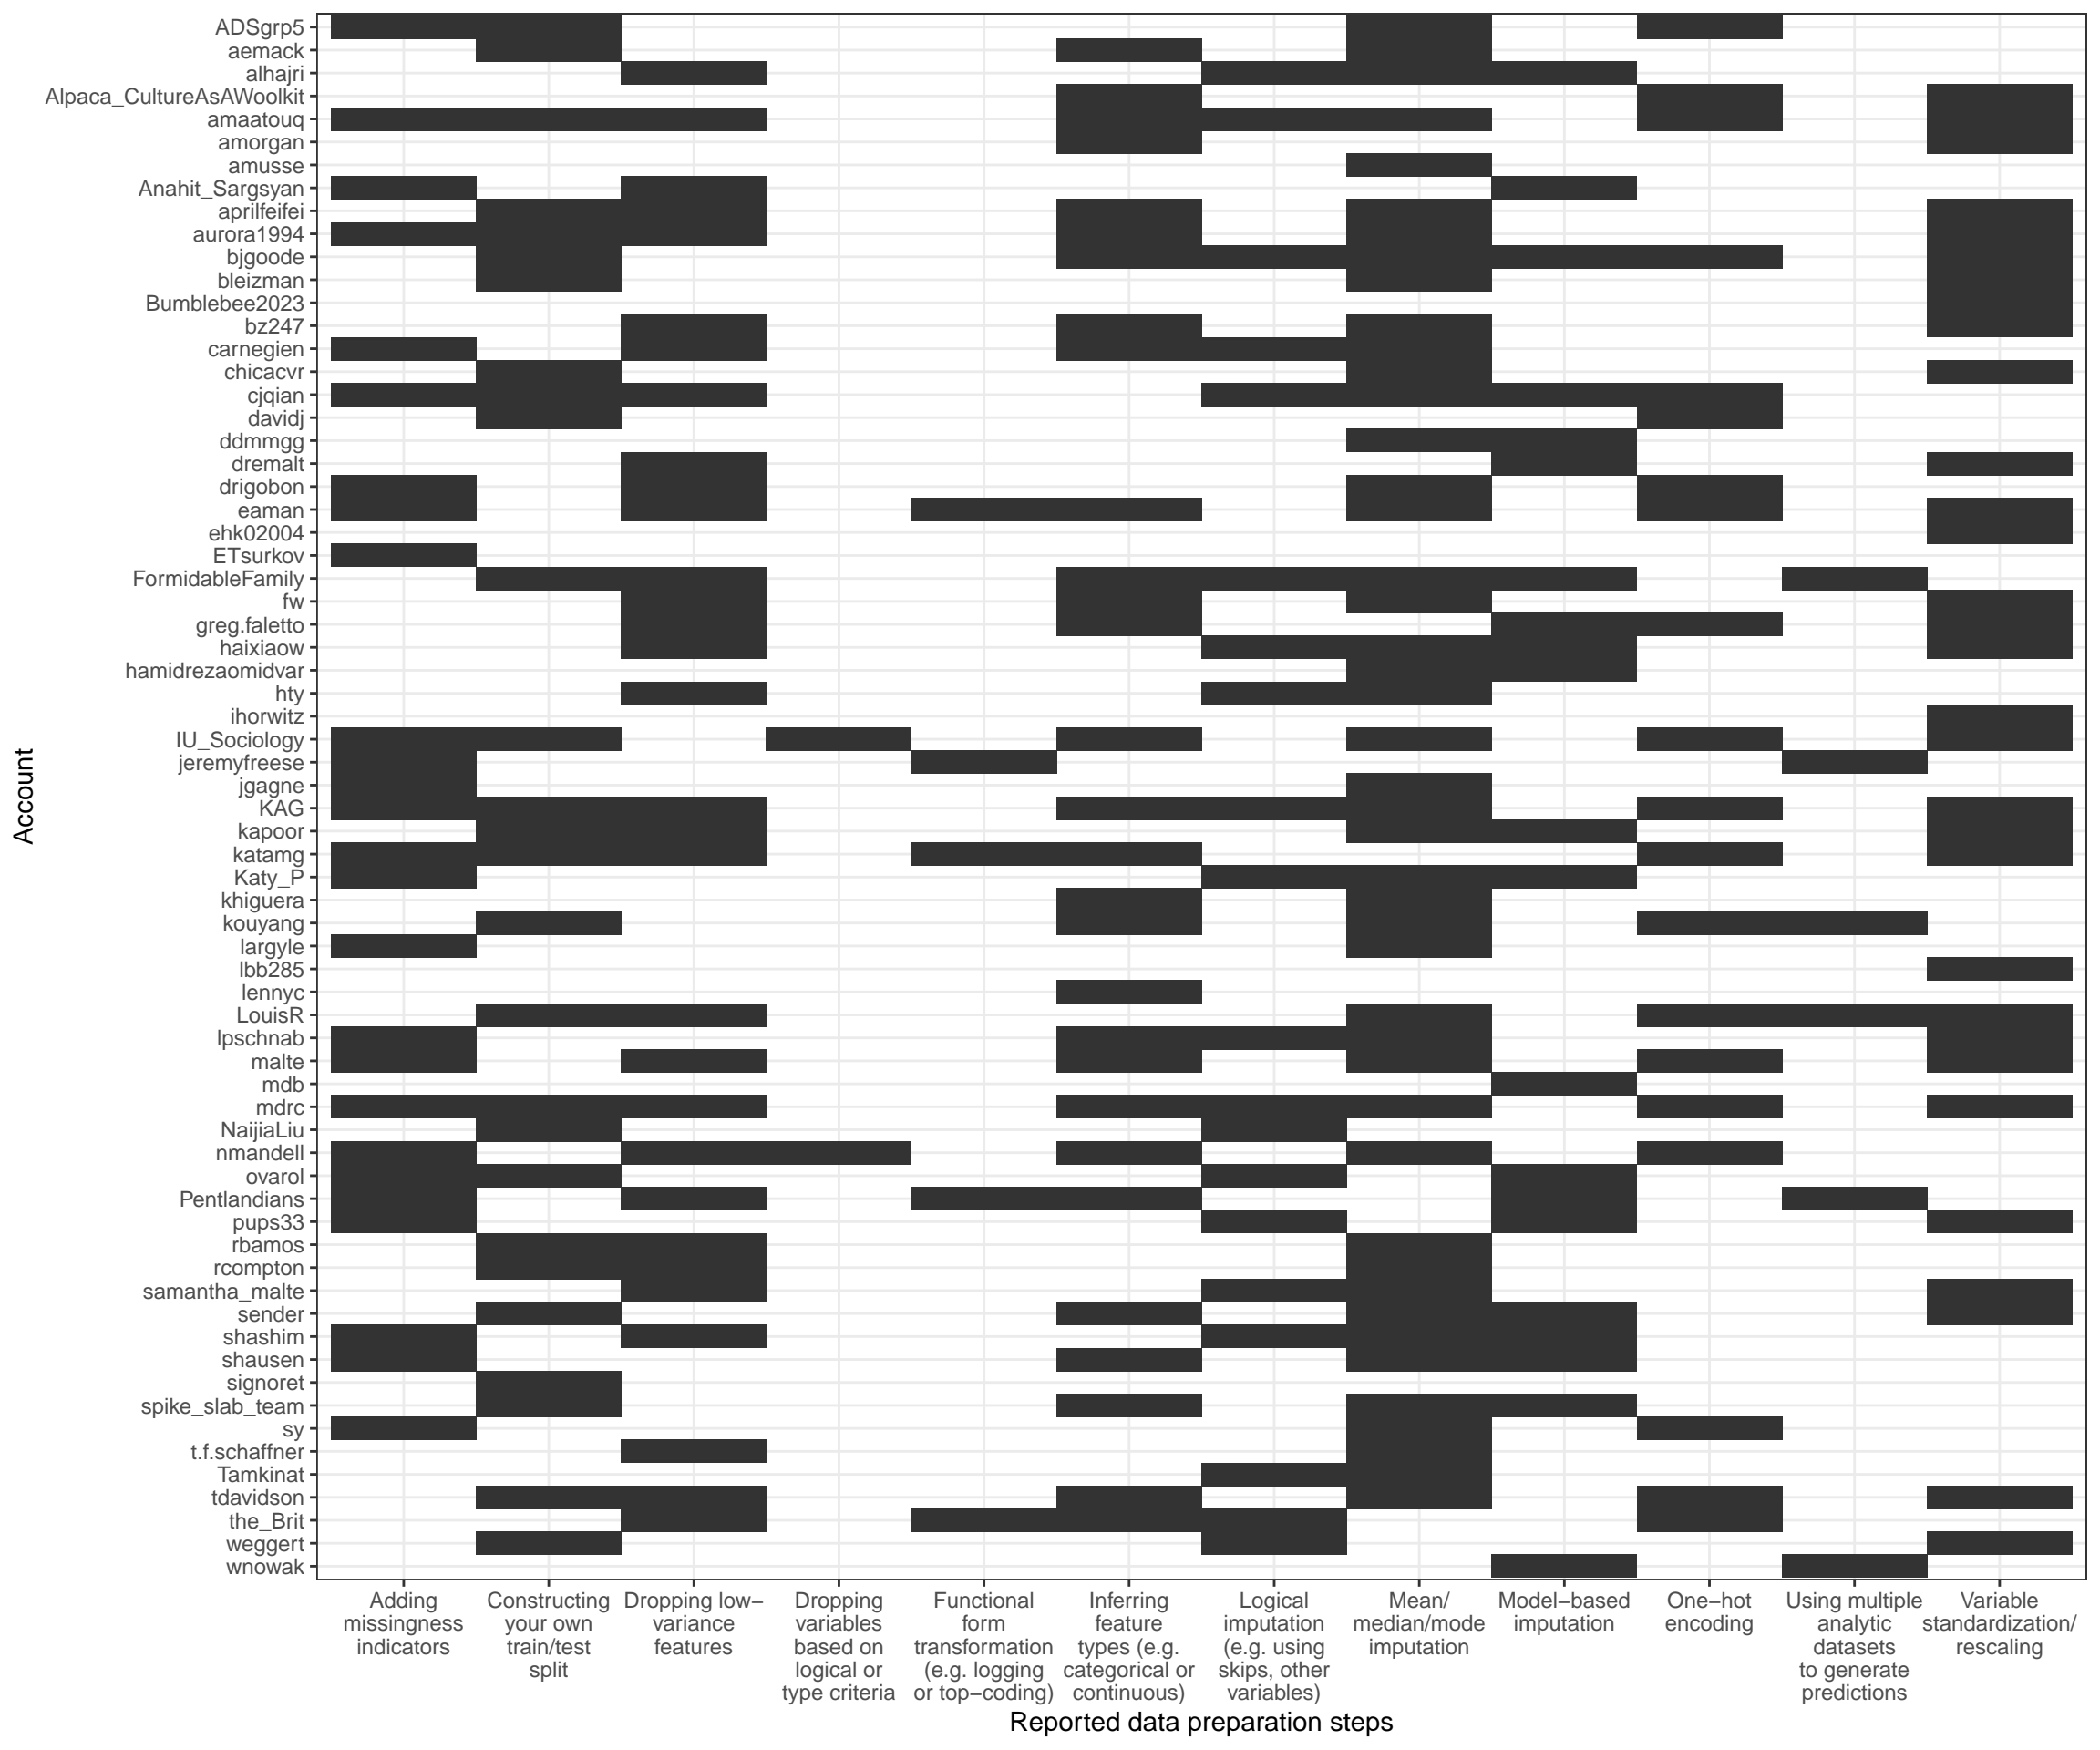 ADSgrp5
aemack
alhajri
Alpaca_CultureAsAWoolkit
amaatouq
amorgan
amusse
Anahit_Sargsyan
aprilfeifei
aurora1994
bjgoode
bleizman
Bumblebee2023
bz247
carnegien
chicacvr
cjqian
davidj
ddmmgg
dremalt
drigobon
eaman
ehk02004
ETsurkov
FormidableFamily
fw
greg.faletto
haixiaow
hamidrezaomidvar
hty
ihorwitz
IU_Sociology
jeremyfreese
jgagne
KAG
kapoor
katamg
Katy_P
khiguera
kouyang
largyle
lbb285
lennyc
LouisR
lpschnab
malte
mdb
mdrc
NaijiaLiu
nmandell
ovarol
Pentlandians
pups33
rbamos
rcompton
samantha_malte
sender
shashim
shausen
signoret
spike_slab_team
sy
t.f.schaffner
Tamkinat
tdavidson
the_Brit
weggert
wnowak
Account
Adding
missingness
indicators
Constructing
your own
train/test
split
Dropping low−
variance
features
Dropping
variables
based on
logical or
type criteria
Functional
form
transformation
(e.g. logging
or top−coding)
Inferring
feature
types (e.g.
categorical or
continuous)
Logical
imputation
(e.g. using
skips, other
variables)
Mean/
median/mode
imputation
Model−based
imputation
One−hot
encoding
Using multiple
analytic
datasets
to generate
predictions
Variable
standardization/
rescaling
Reported data preparation steps